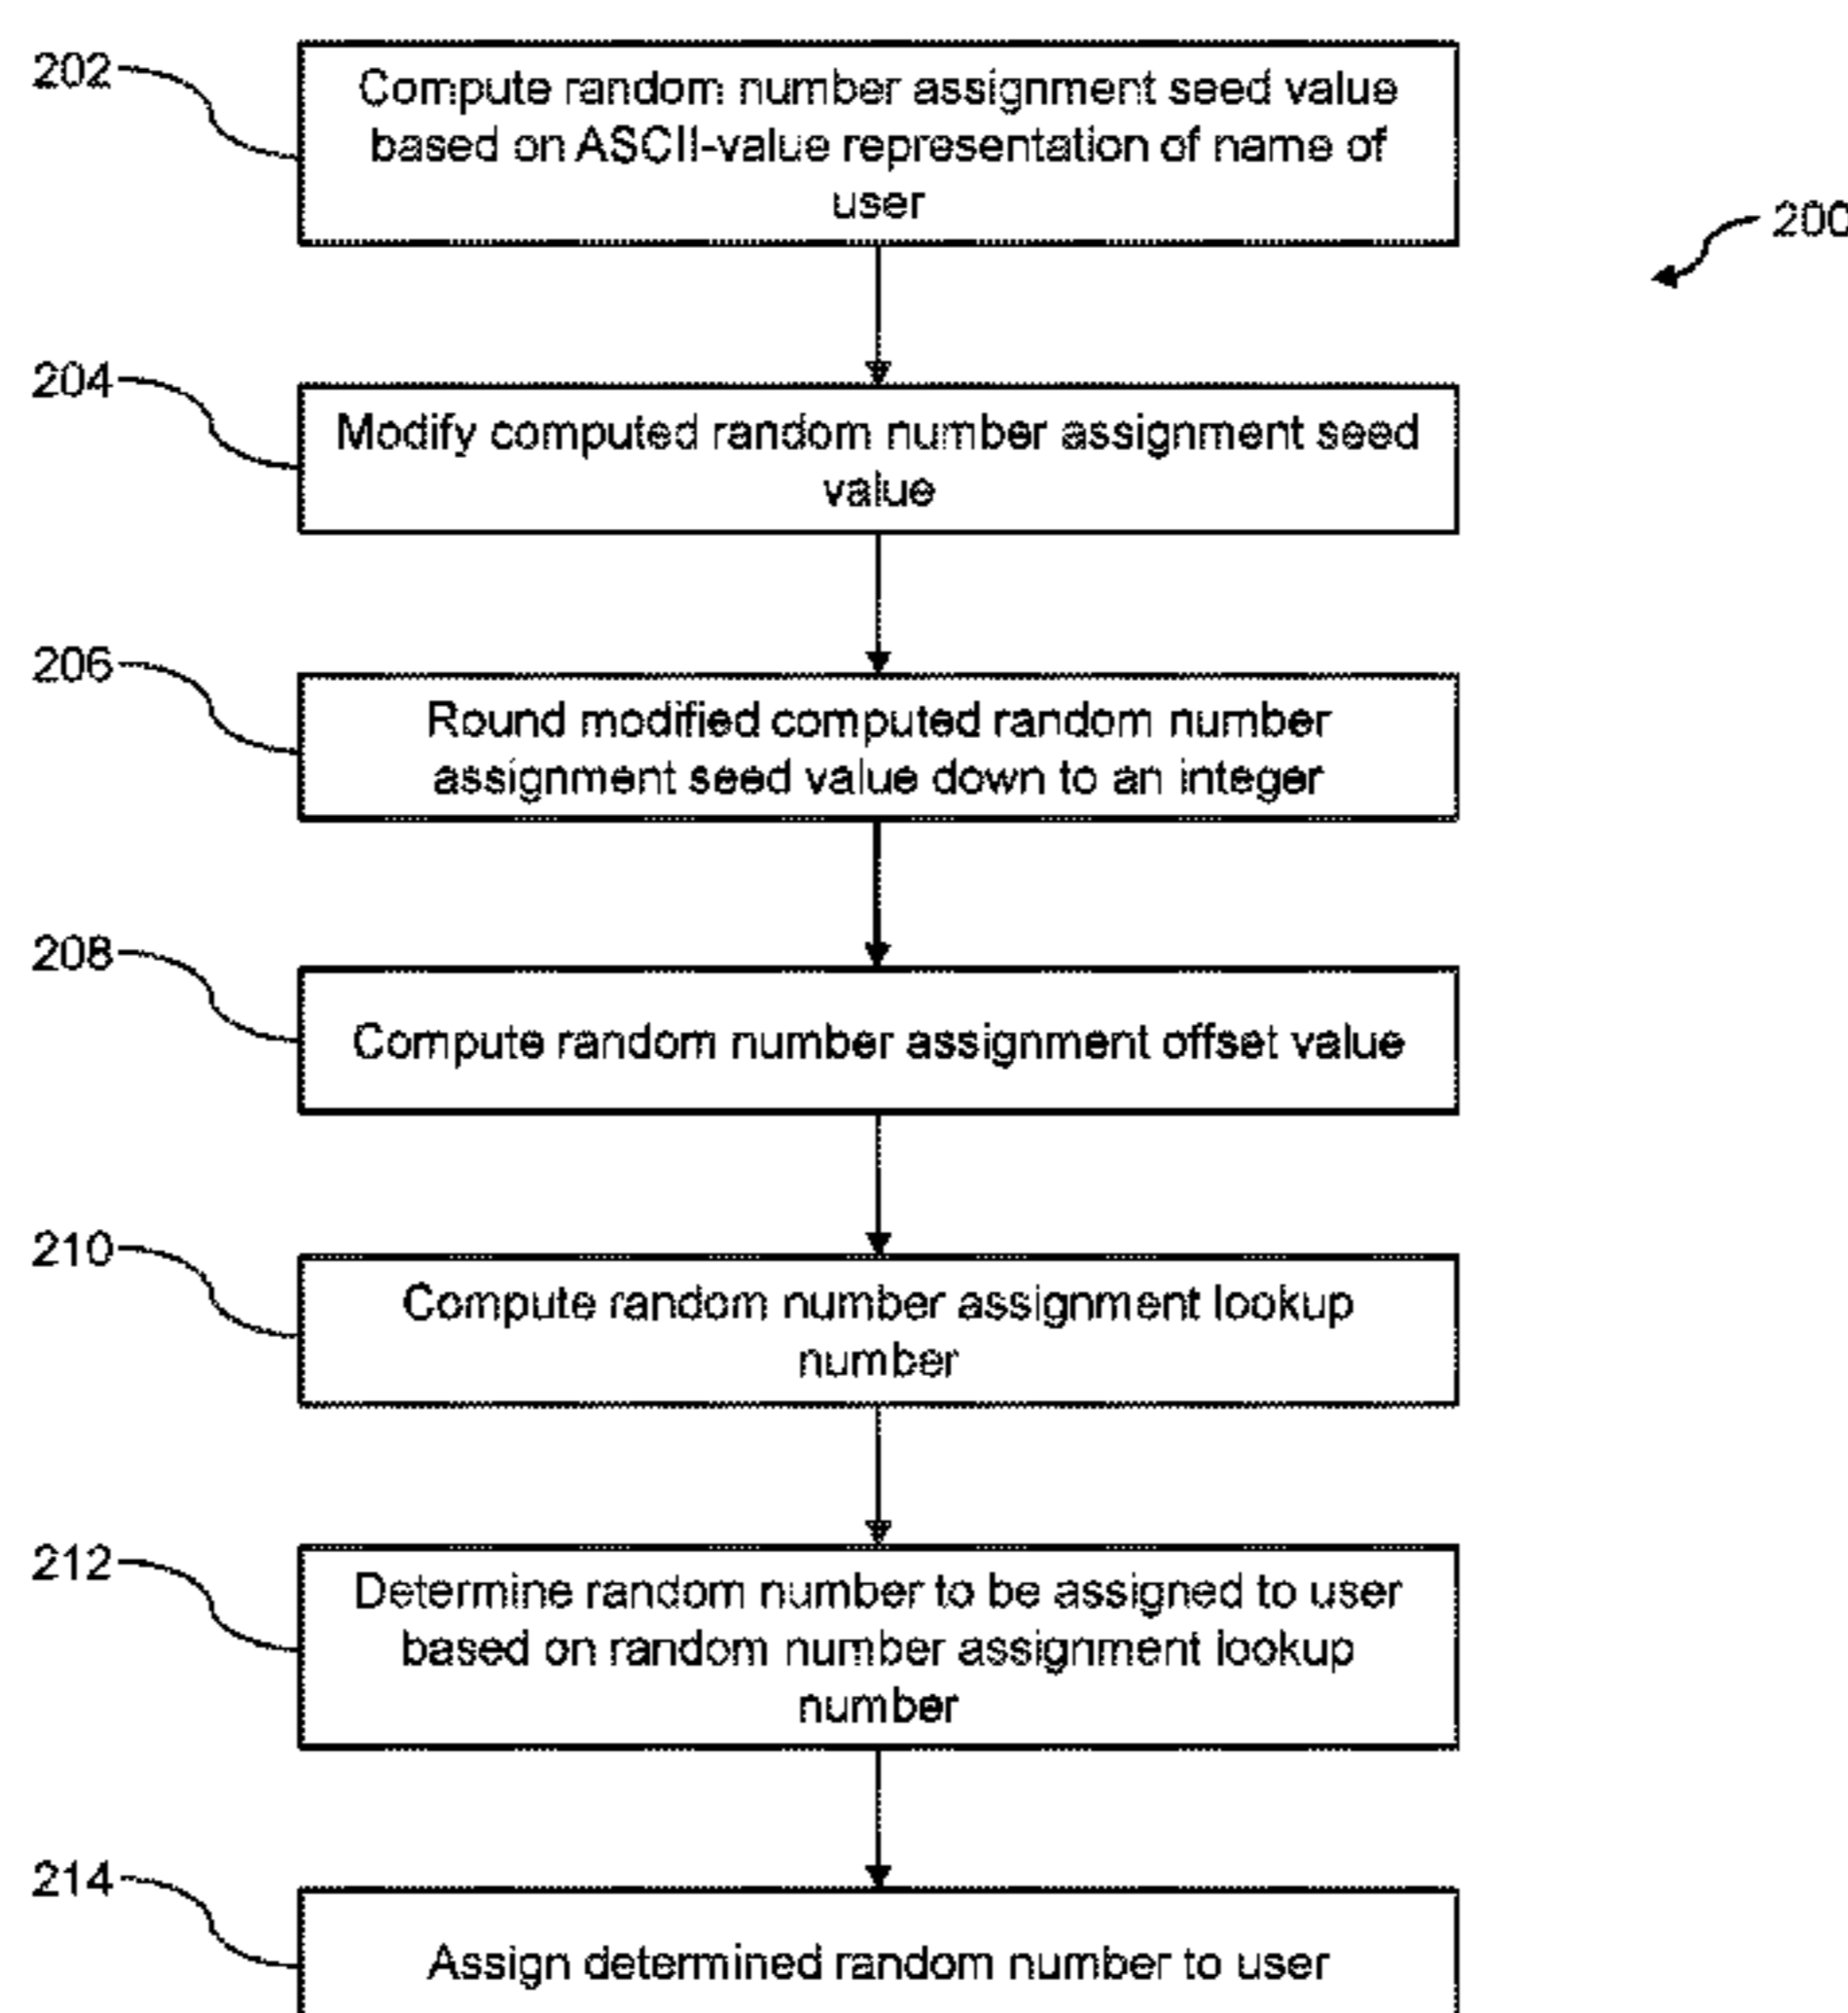 202
Compute random number assignment seed value
based on ASCII-value representation of name of
user
200
204
Modify computed random number assignment seed
value
206
Round modified computed random number
assignment seed value down to an integer
208
Compute random number assignment offset value
210
Compute random number assignment lookup
number
212
Determine random number to be assigned to user
based on random number assignment lookup
number
214
Assign determined random number to user